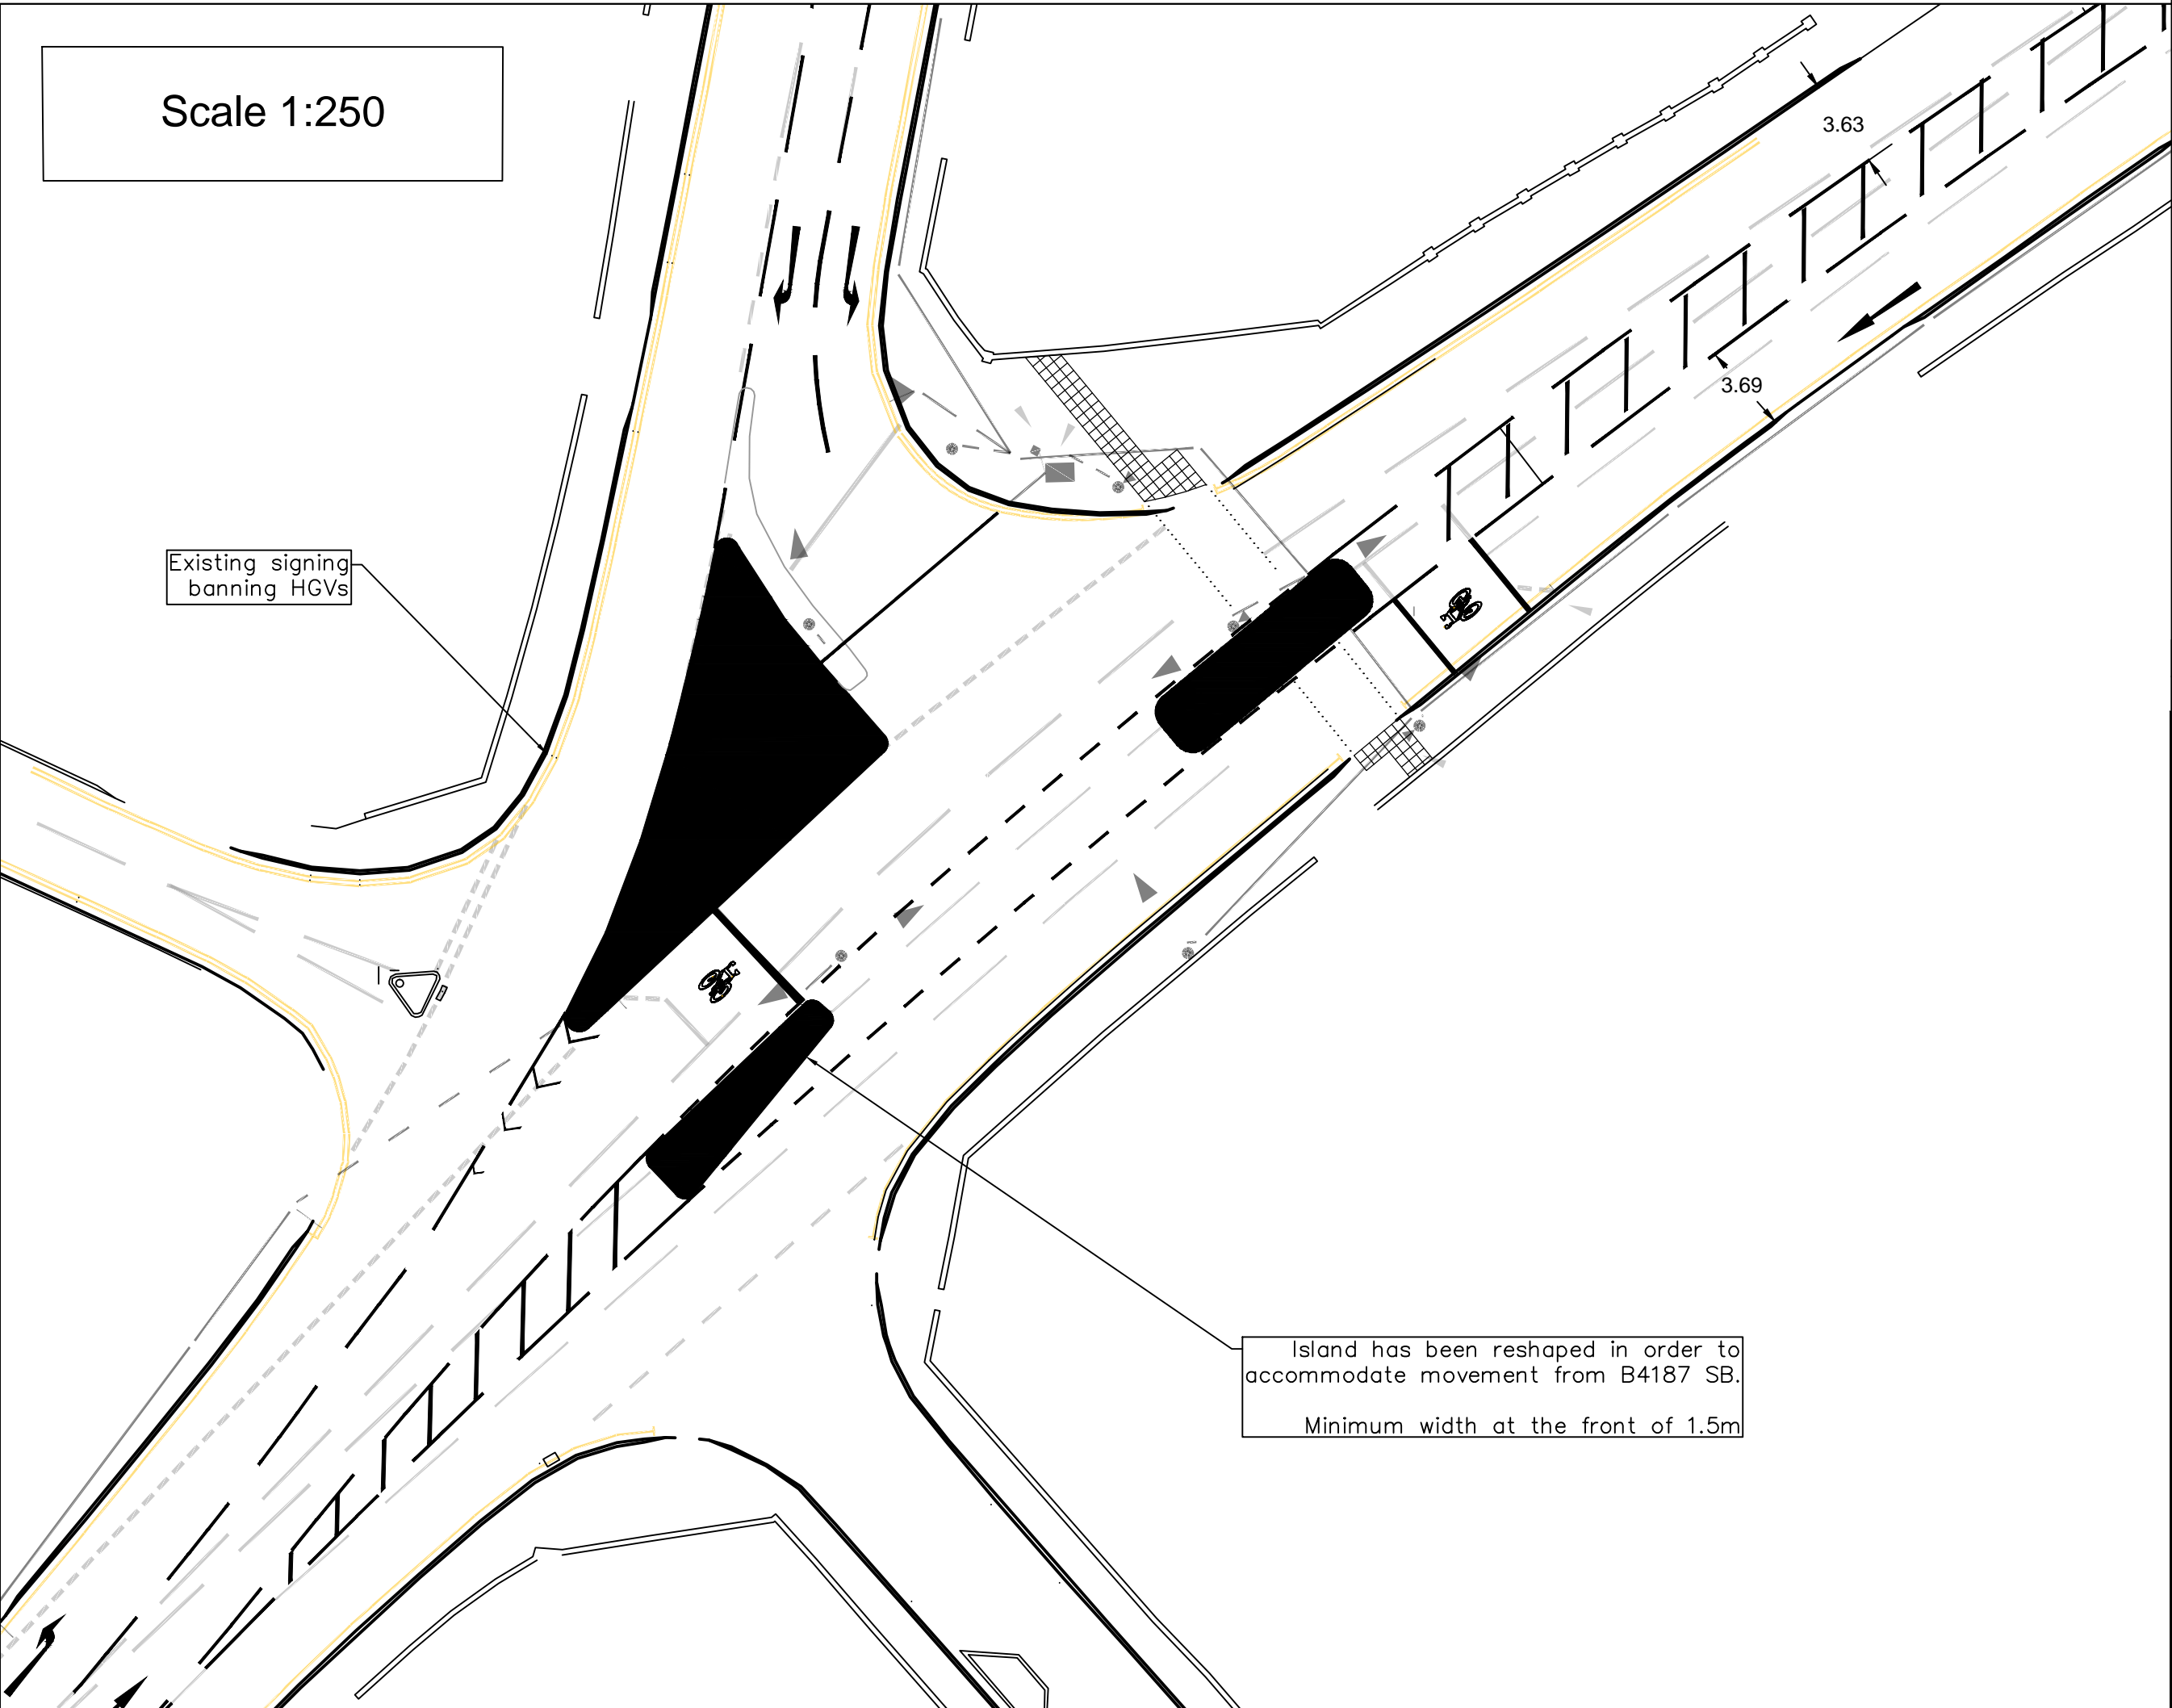 Scale 1:250
3.63
3.69
Existing signing
banning HGVs
Island has been reshaped in order to
accommodate movement from B4187 SB.
Minimum width at the front of 1.5m